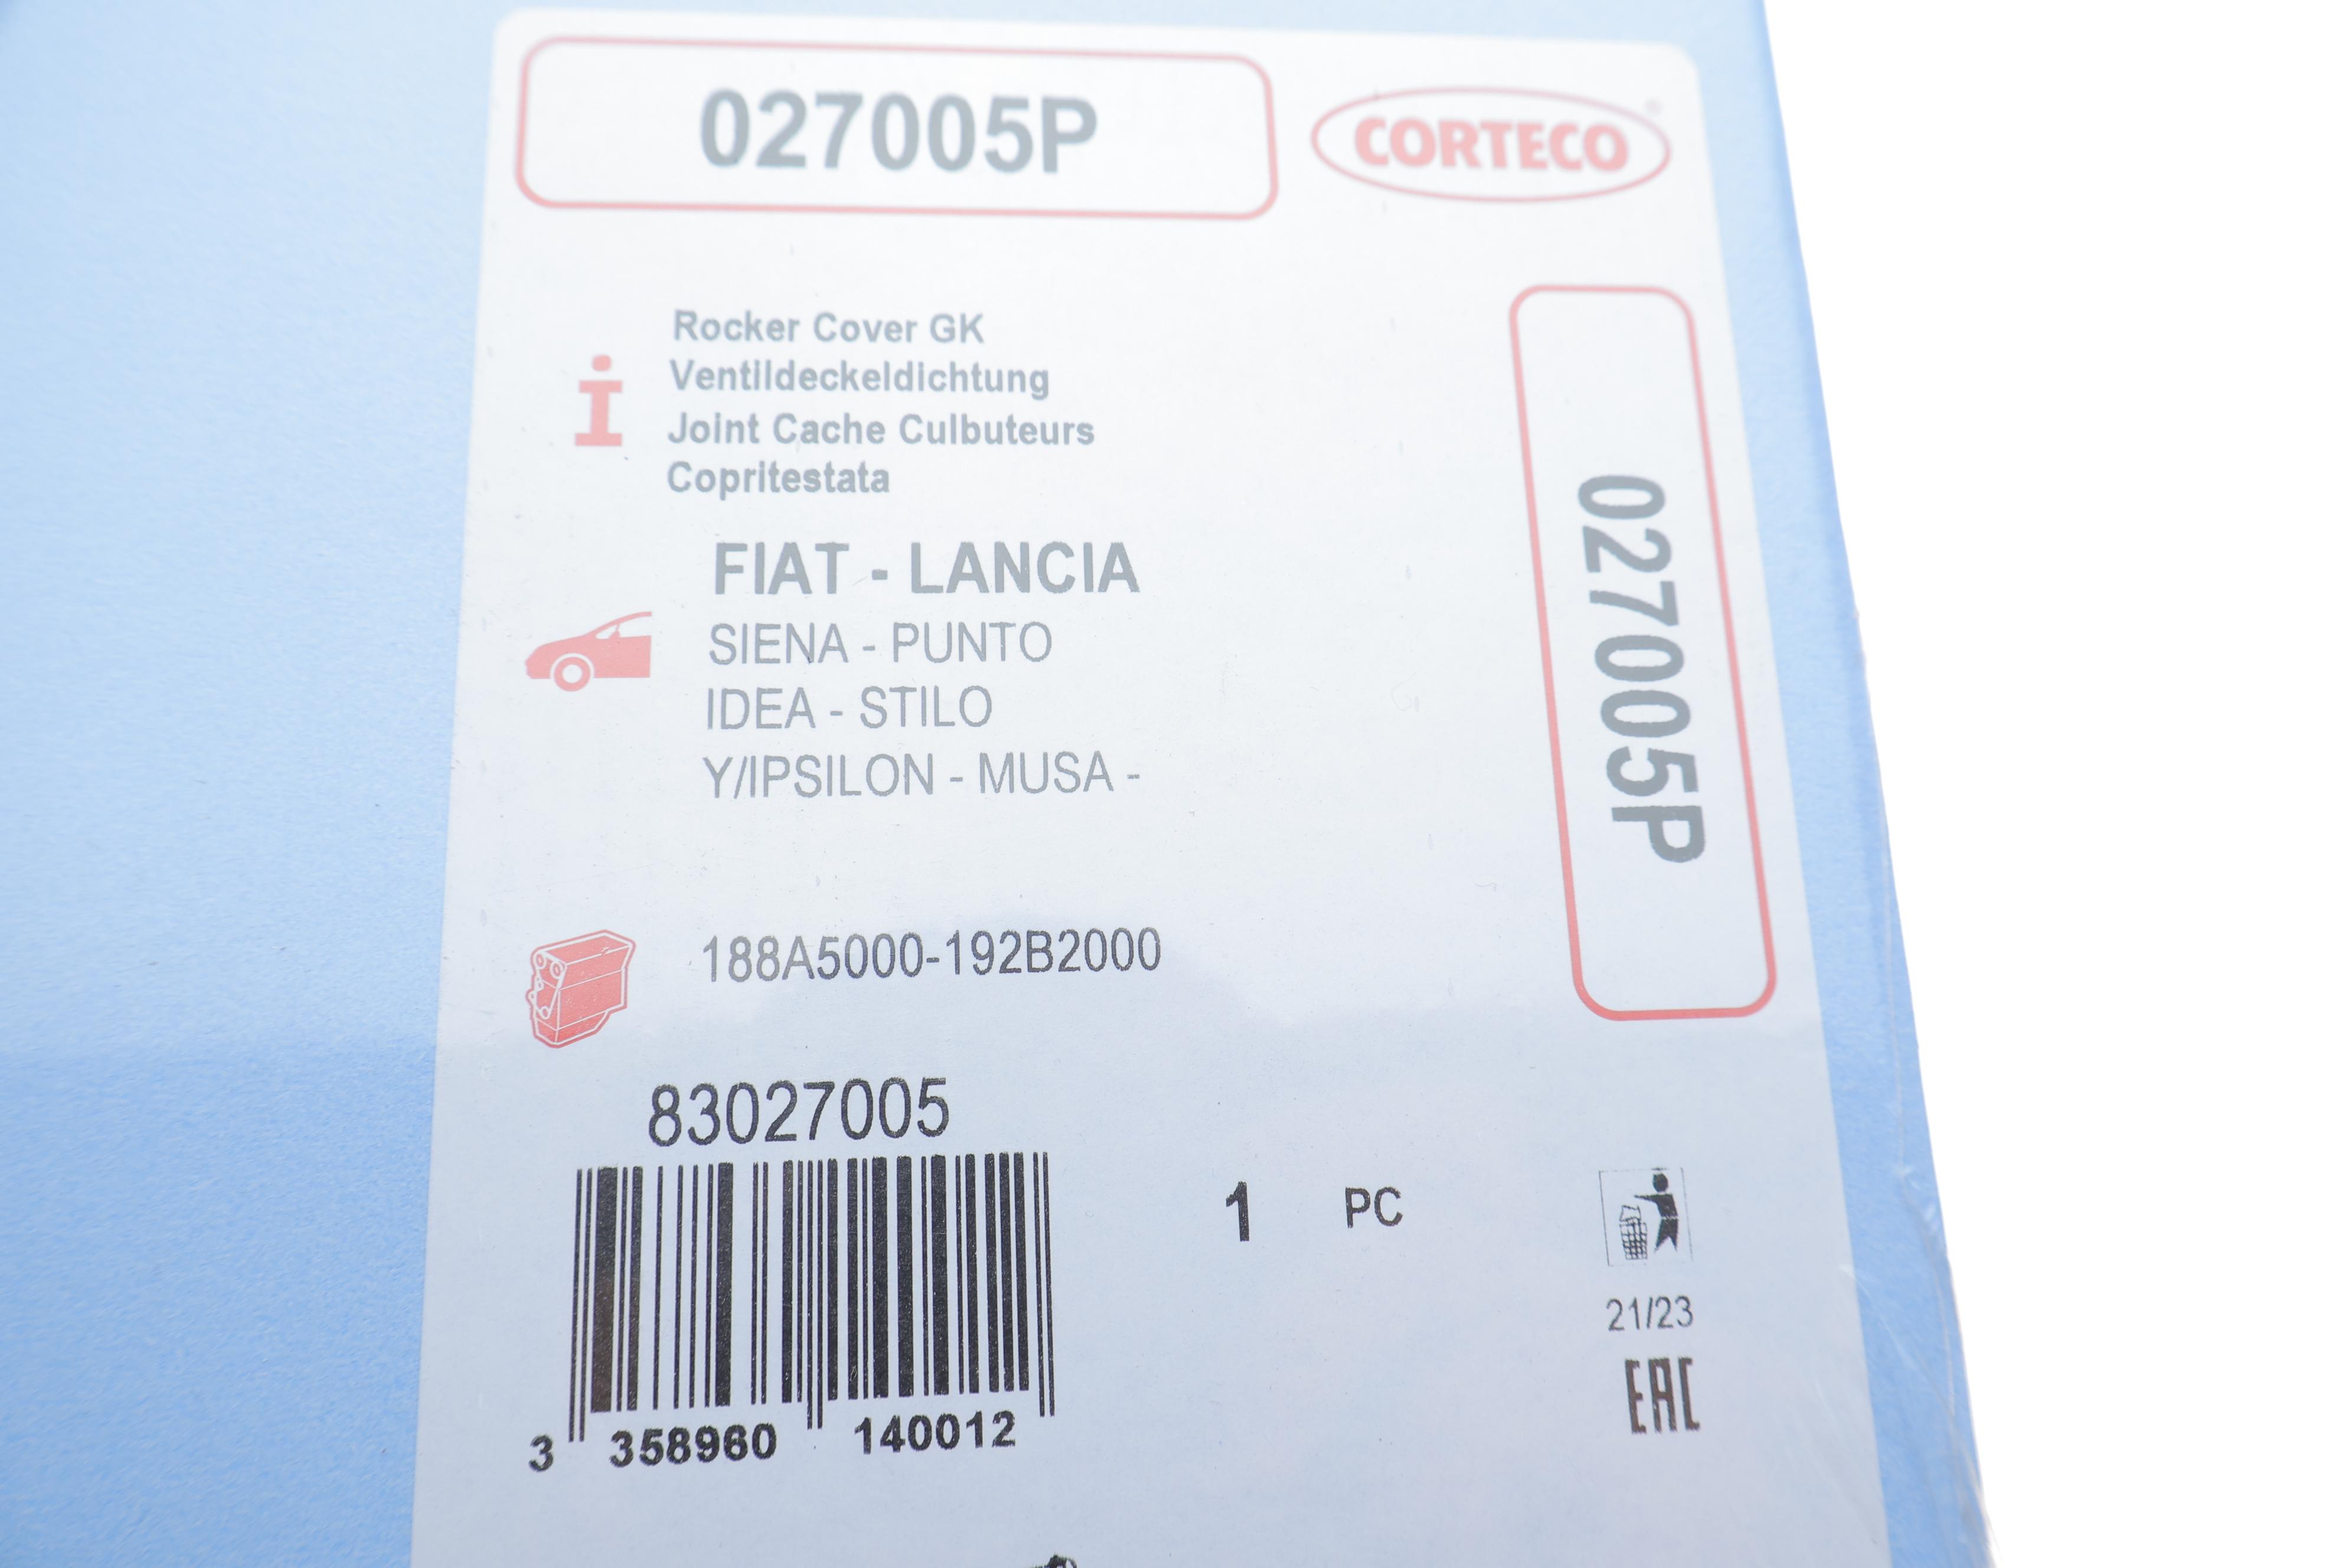 027005P
CORTECO
®
Rocker Cover GK
Ventildeckeldichtung
Joint Cache Culbuteurs
Copritestata
FIAT - LANCIA
SIENA - PUNTO
IDEA - STILO
Y/IPSILON - MUSA -
027005P
188A5000-192B2000
83027005
1 PC
21/23
EAC
3 358960 140012